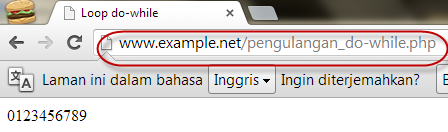 Loop do-while
www.example.net/pengulangan_do-while.php
Laman ini dalam bahasa Inggris Ingin diterjemahkan?
0123456789